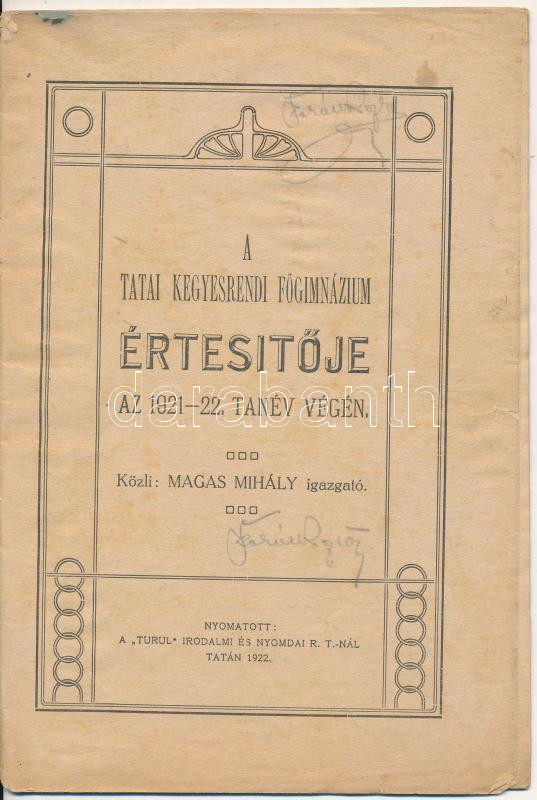 A
TATAI KEGYESRENDI FŐGIMNÁZIUM
ÉRTESITŐJE
darabanth
AZ 1921—22. TANÉV VÉGÉN.
Közli: MAGAS MIHÁLY igazgató.
NYOMATOTT:
A „TURUL" IRODALMI ÉS NYOMDAI R. T.-NÁL
TATÁN 1922.